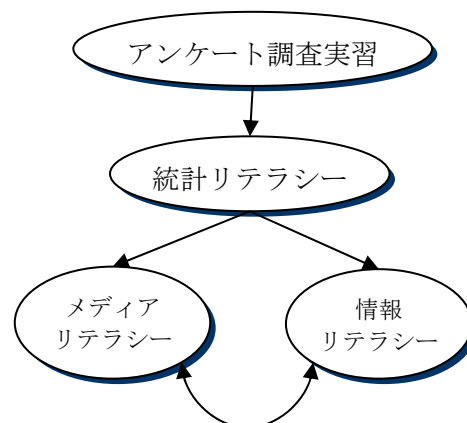 アンケート調査実習
統計リテラシー
メディア
リテラシー
情報
リテラシー